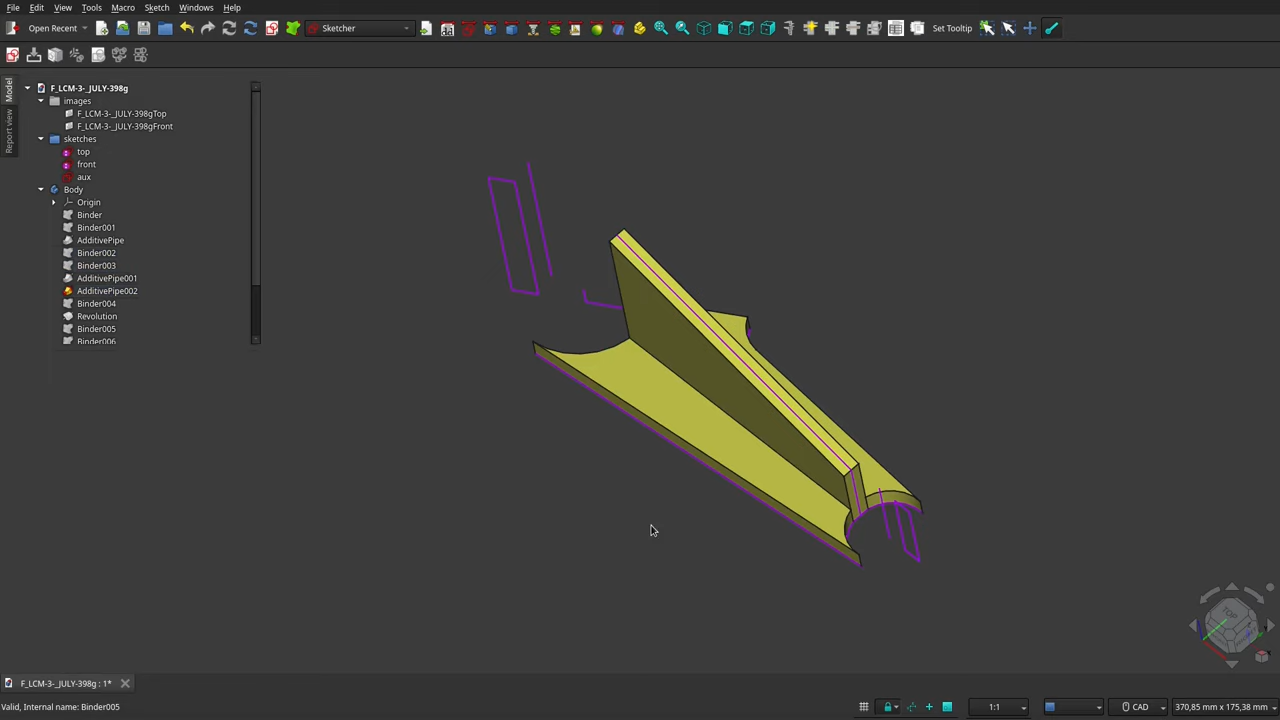 File Edit View Tools Macro Sketch Windows Help
Open Recent Sketcher Set Tooltip
Model
Report view
F_LCM-3-_JULY-398g
images
F_LCM-3-_JULY-398gTop
F_LCM-3-_JULY-398gFront
sketches
top
front
aux
Body
Origin
Binder
Binder001
AdditivePipe
Binder002
Binder003
AdditivePipe001
AdditivePipe002
Binder004
Revolution
Binder005
Binder006
TOP
F_LCM-3-_JULY-398g : 1*
Valid, Internal name: Binder005 1:1 CAD 370,85 mm x 175,38 mm